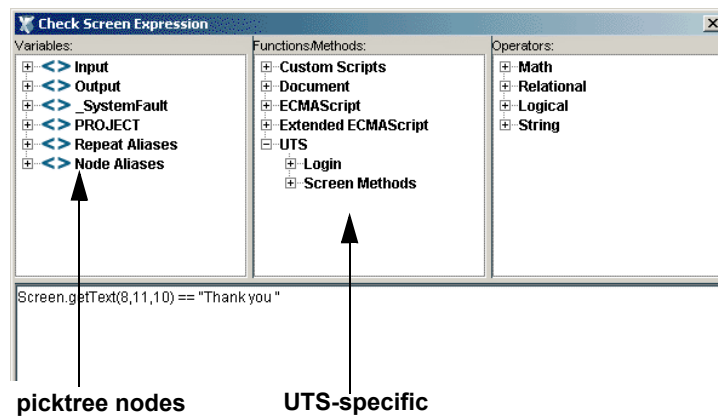 Check Screen Expression
Variables:
<> Input
<> Output
<> _SystemFault
<> PROJECT
<> Repeat Aliases
<> Node Aliases
Functions/Methods:
Custom Scripts
Document
ECMAScript
Extended ECMAScript
UTS
Login
Screen Methods
Operators:
Math
Relational
Logical
String
Screen.getText(8,11,10) == "Thank you "
picktree nodes
UTS-specific